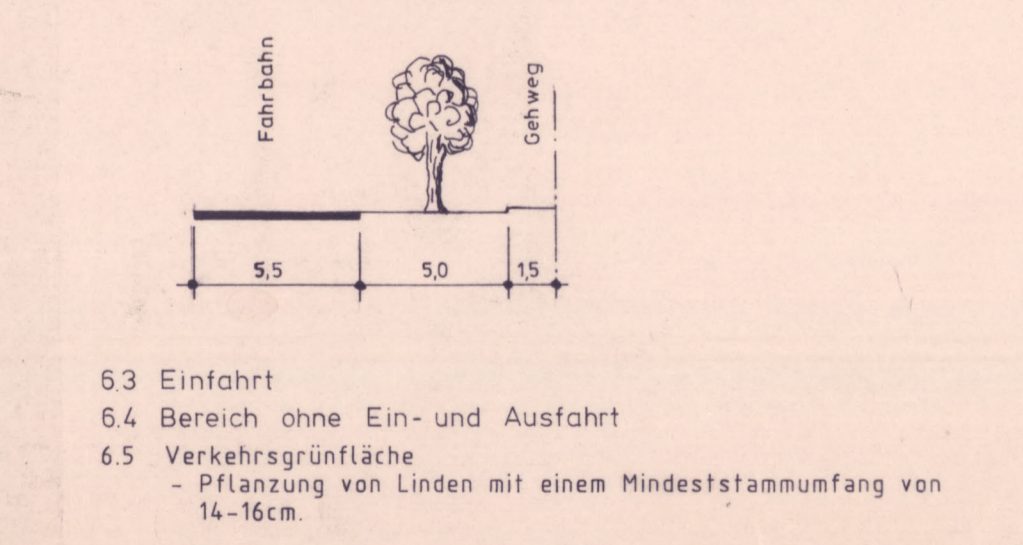 Fahrbahn
Gehweg
5,5
5,0
1,5
6.3 Einfahrt
6.4 Bereich ohne Ein- und Ausfahrt
6.5 Verkehrsgrünfläche
- Pflanzung von Linden mit einem Mindeststammumfang von
14-16cm.